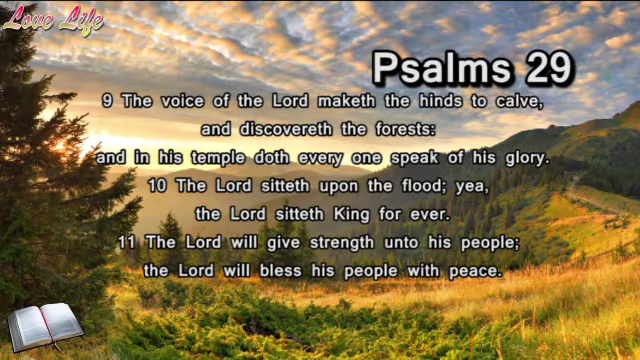 Love Life
Psalms 29
9 The voice of the Lord maketh the hinds to calve,
and discovereth the forests:
and in his temple doth every one speak of his glory.
10 The Lord sitteth upon the flood; yea,
the Lord sitteth King for ever.
11 The Lord will give strength unto his people;
the Lord will bless his people with peace.